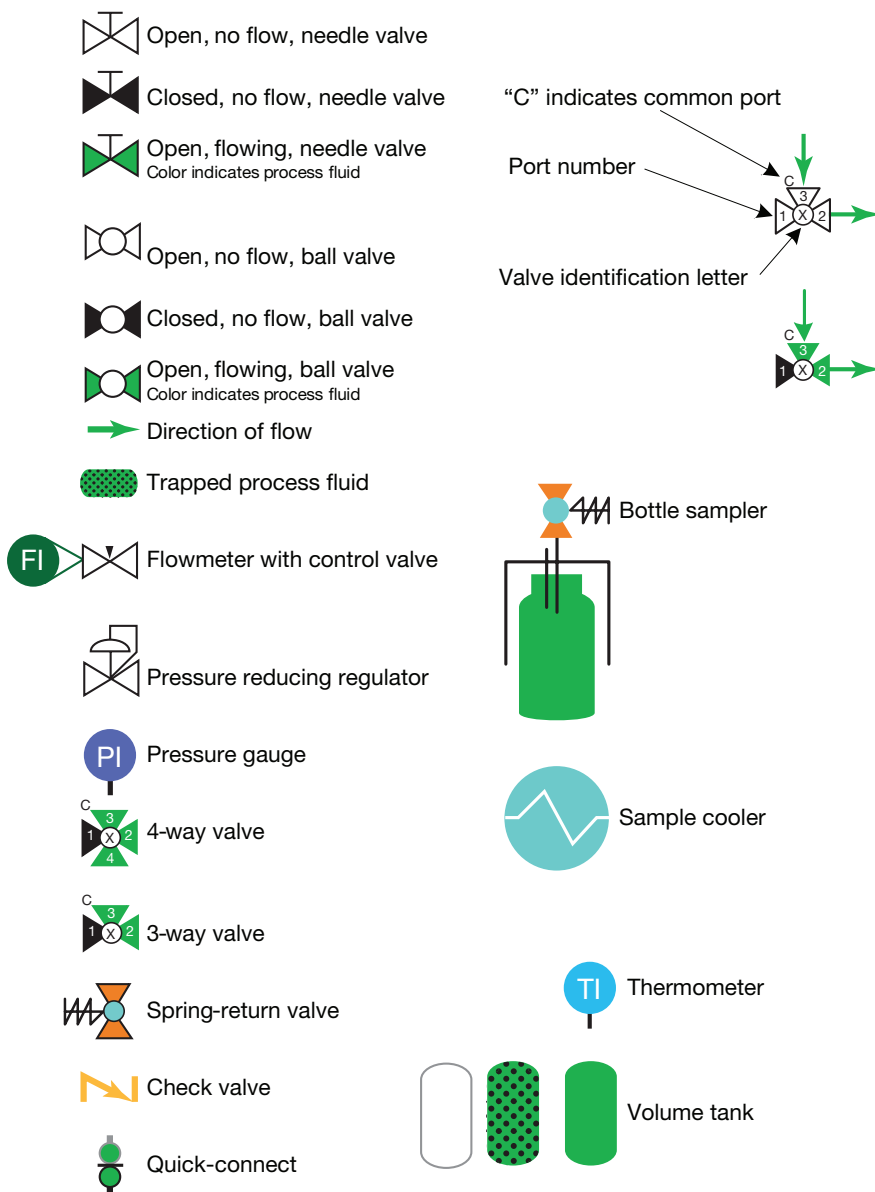 Open, no flow, needle valve
Closed, no flow, needle valve
Open, flowing, needle valve
Color indicates process fluid
Open, no flow, ball valve
Closed, no flow, ball valve
Open, flowing, ball valve
Color indicates process fluid
Direction of flow
Trapped process fluid
FI
Flowmeter with control valve
Pressure reducing regulator
PI
Pressure gauge
C
3
1 X 2
4
4-way valve
C
3
1 X 2
3-way valve
Spring-return valve
Check valve
Quick-connect
“C” indicates common port
Port number
C
3
1 X 2
Valve identification letter
C
3
1 X 2
Bottle sampler
Sample cooler
TI
Thermometer
Volume tank